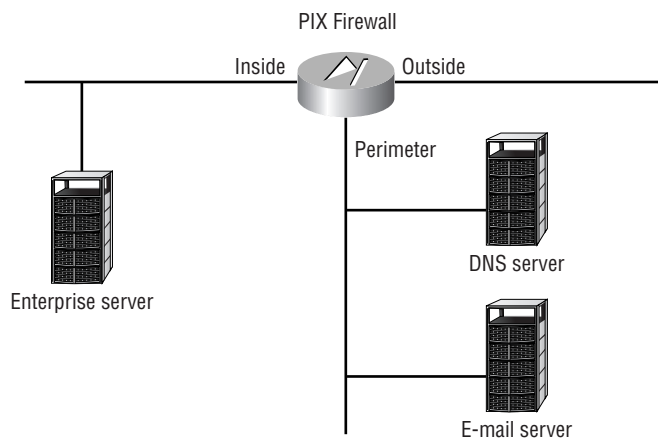 PIX Firewall
Inside
Outside
Perimeter
DNS server
Enterprise server
E-mail server